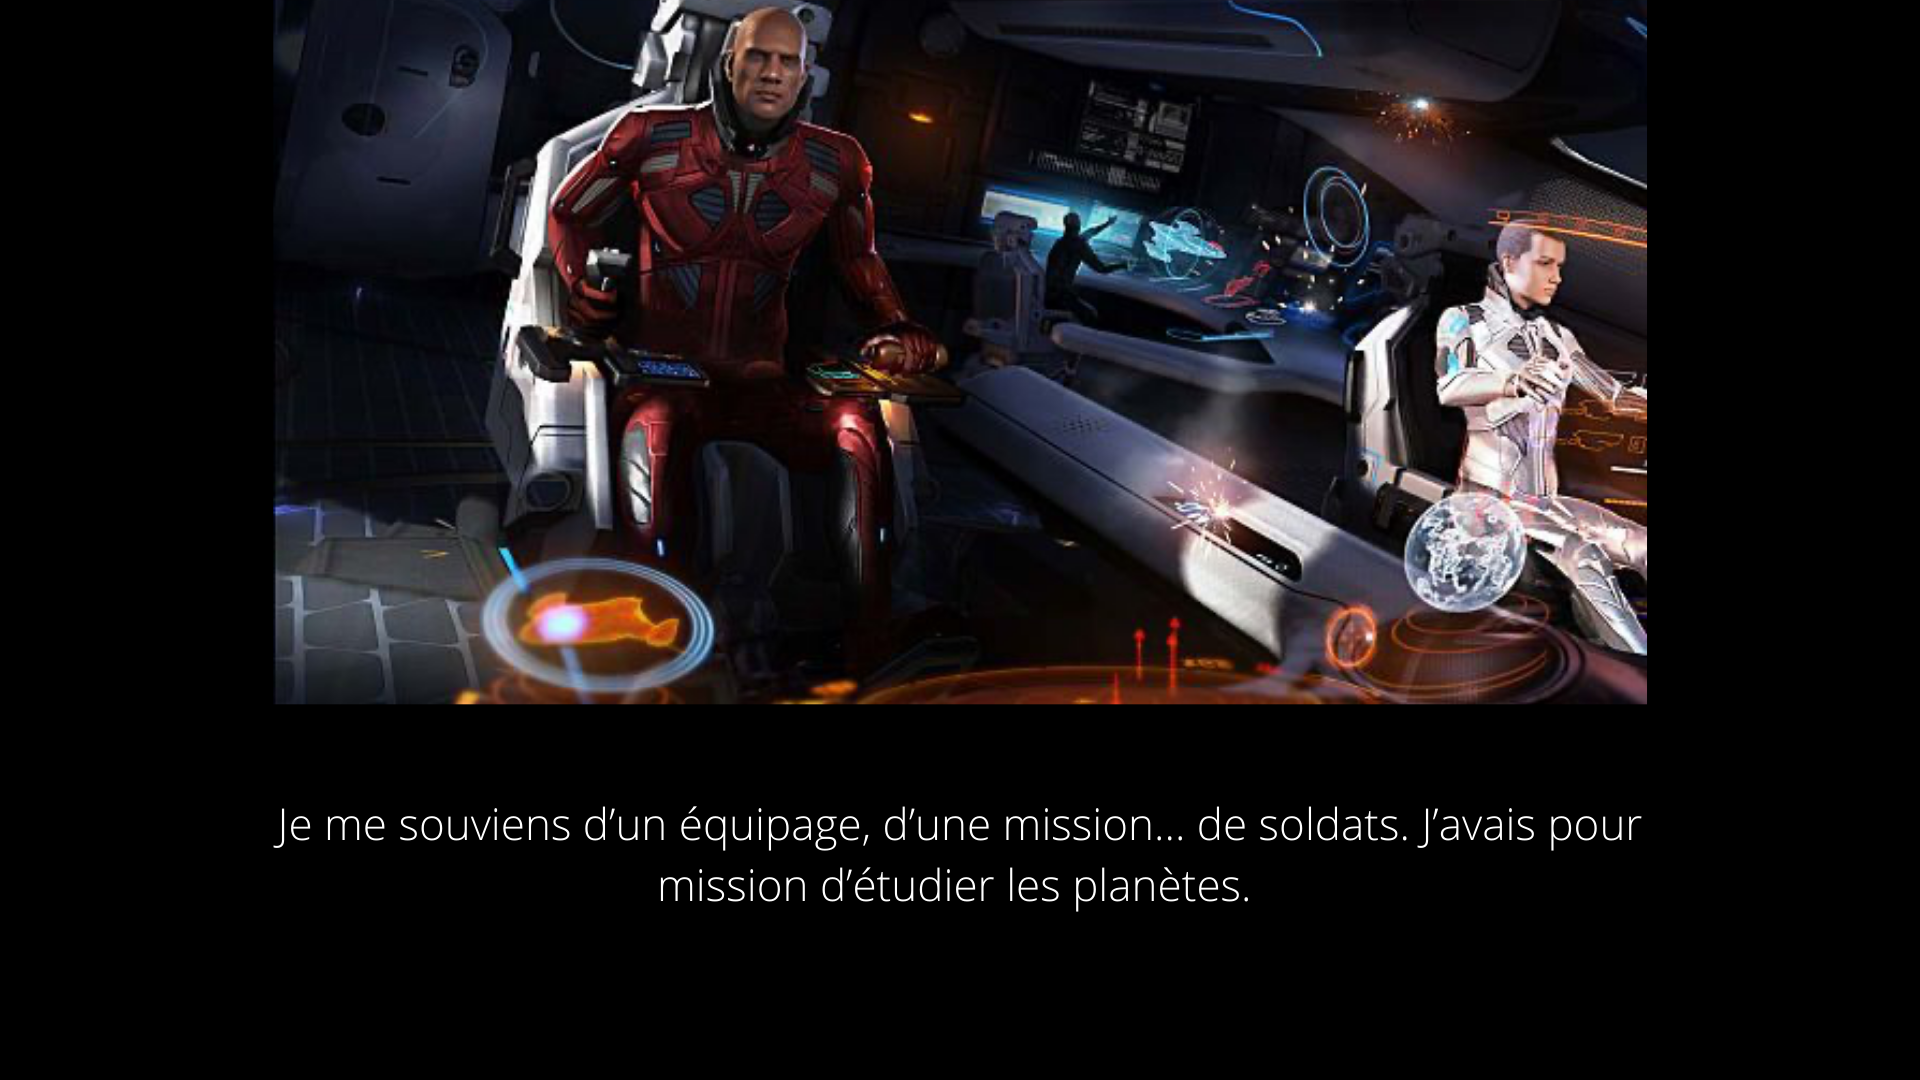 Je me souviens d’un équipage, d’une mission... de soldats. J’avais pour
mission d’étudier les planètes.